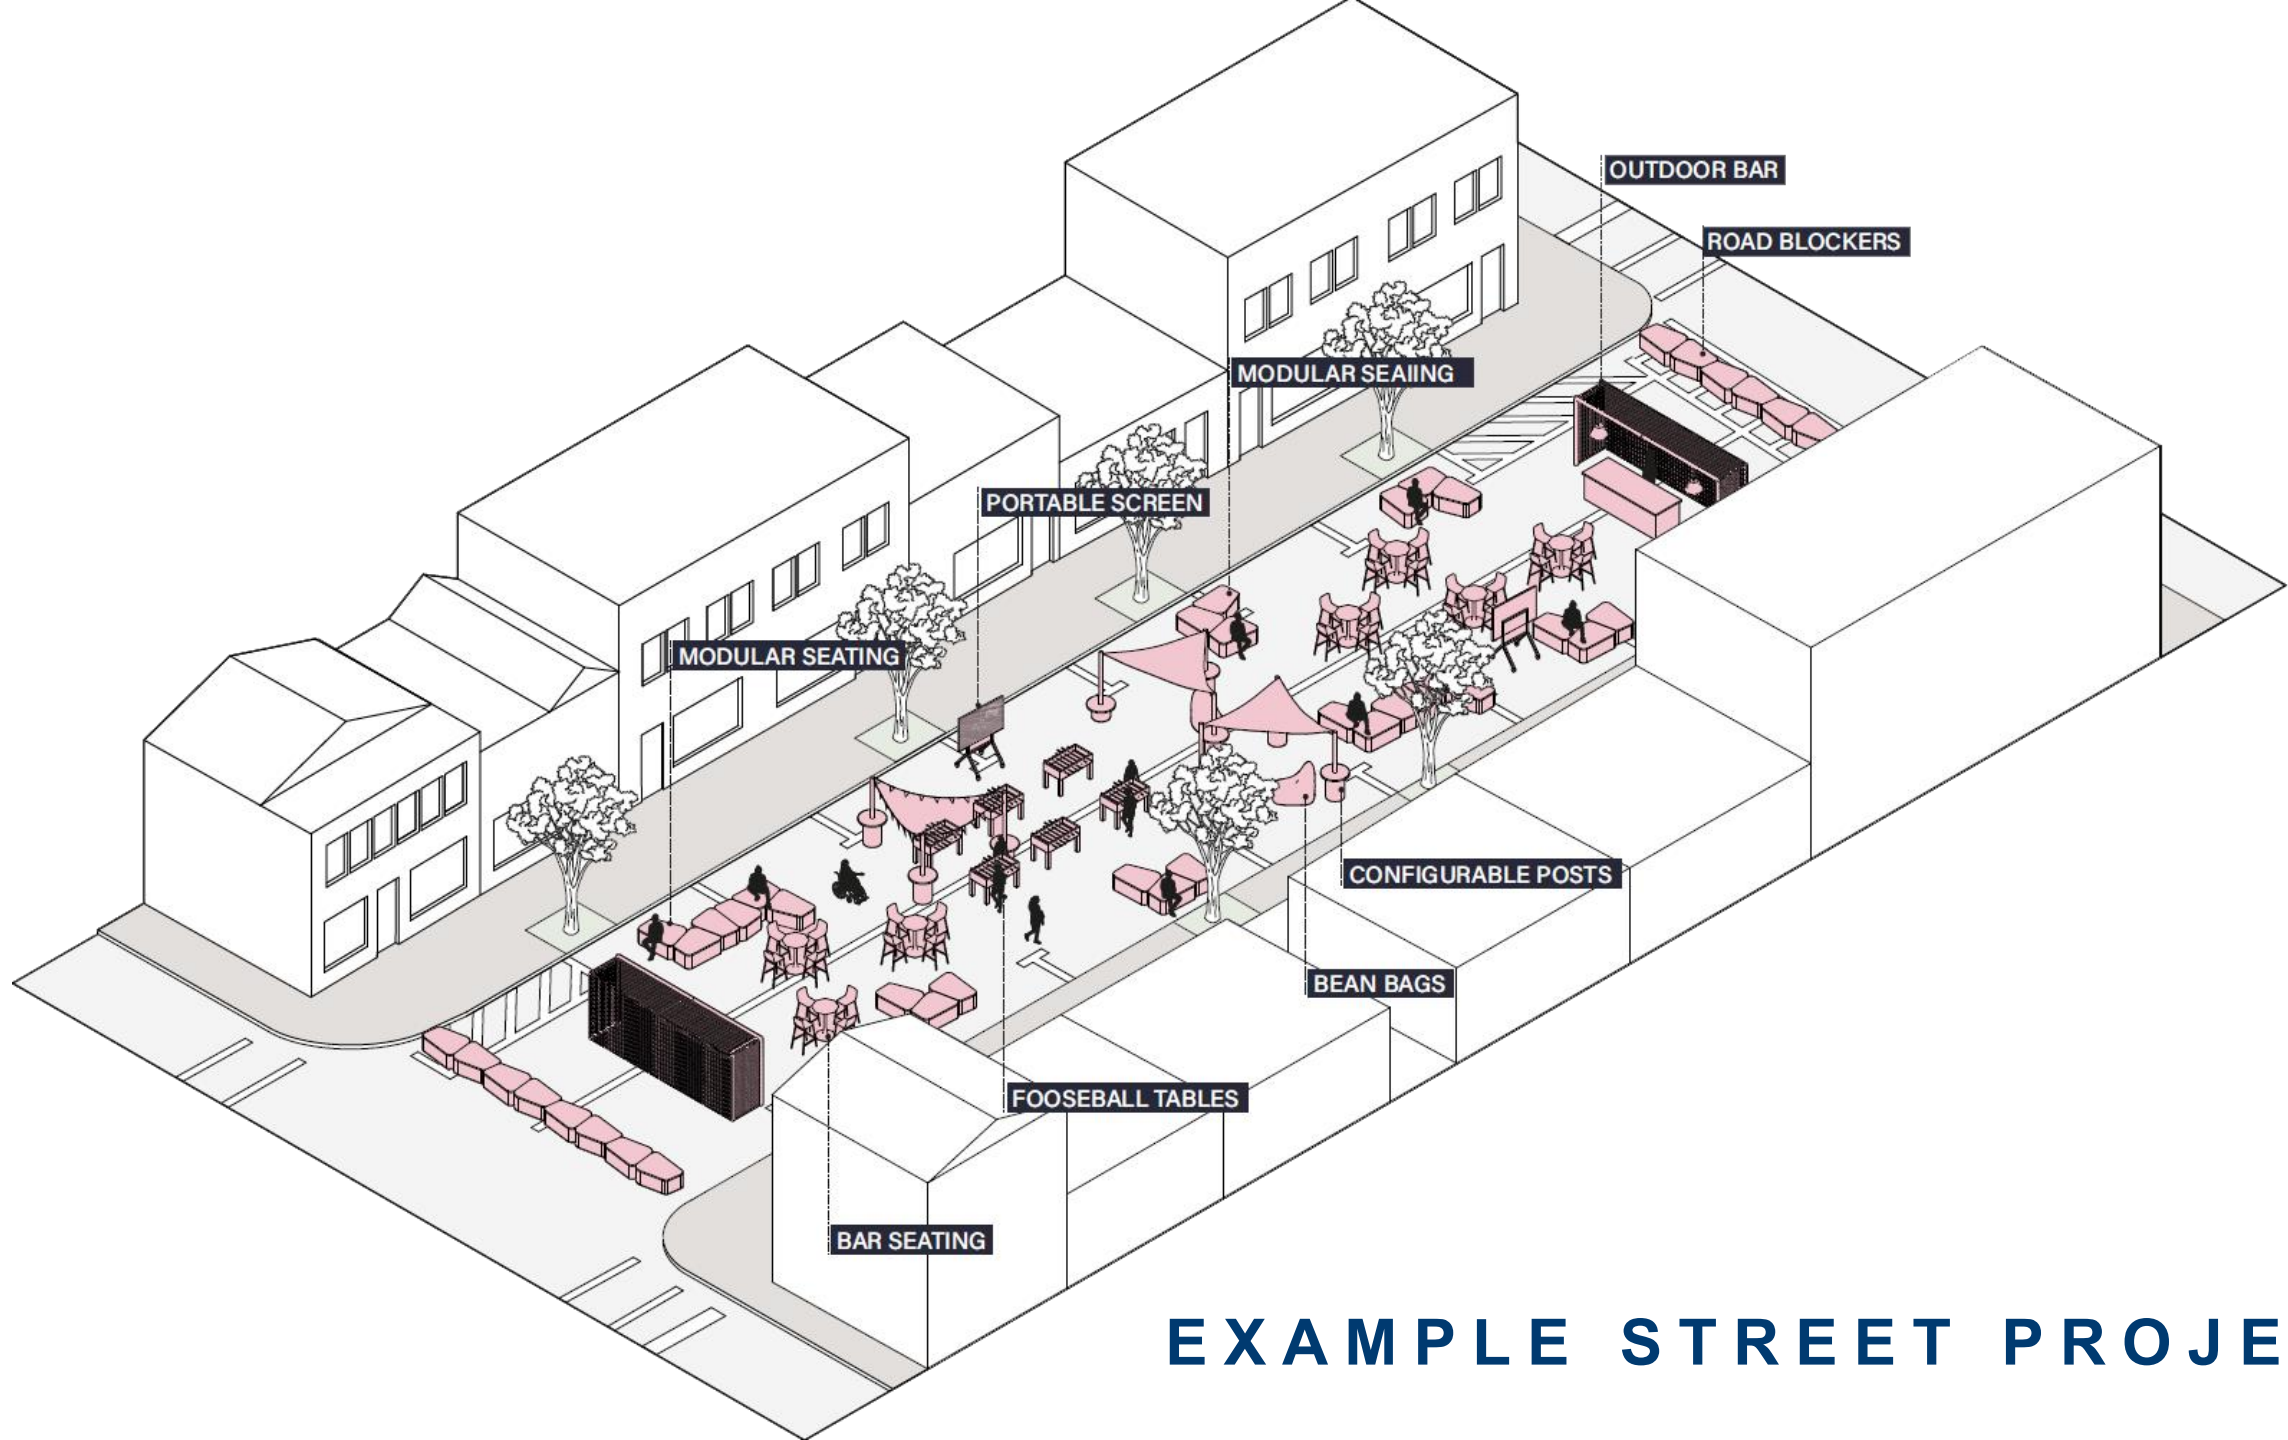 OUTDOOR BAR
ROAD BLOCKERS
MODULAR SEAIING
PORTABLE SCREEN
MODULAR SEATING
CONFIGURABLE POSTS
BEAN BAGS
FOOSEBALL TABLES
BAR SEATING
EXAMPLE STREET PROJE